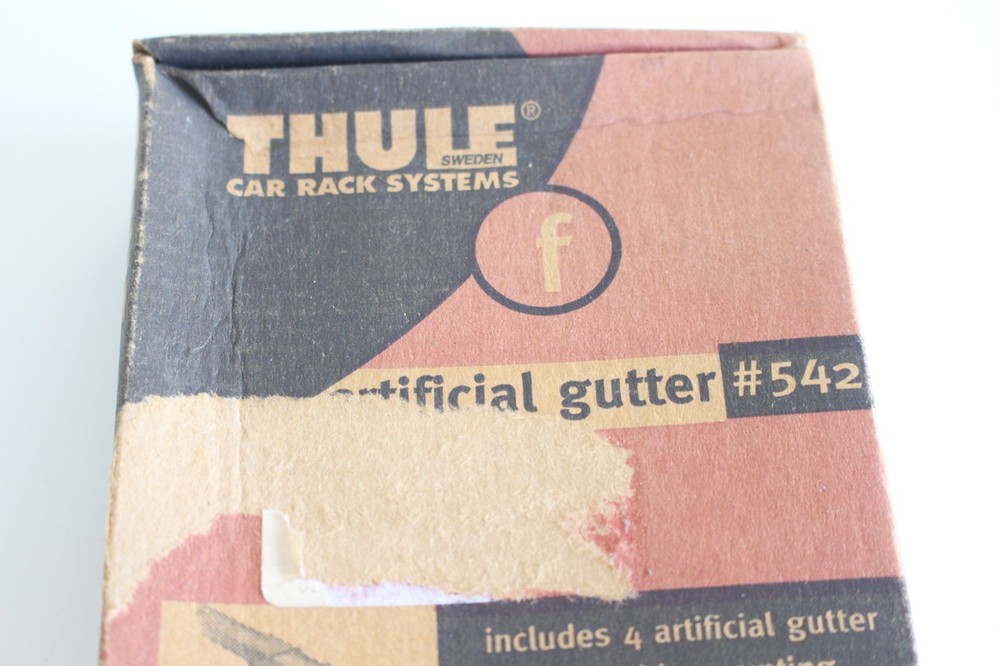 THULE®
SWEDEN
CAR RACK SYSTEMS
f
artificial gutter #542
includes 4 artificial gutter